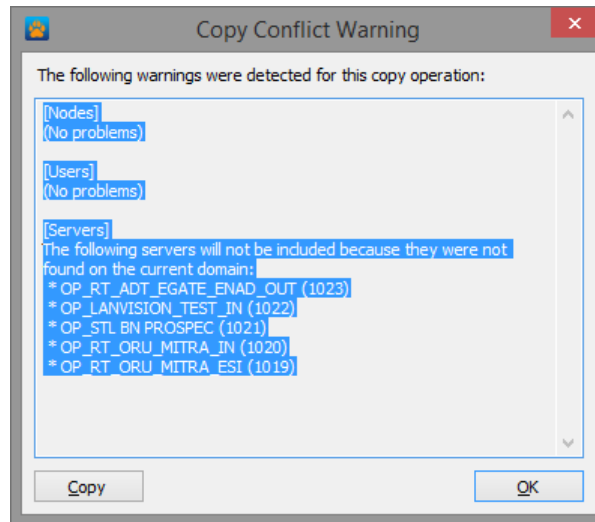 Copy Conflict Warning
The following warnings were detected for this copy operation:
[Nodes]
(No problems)
[Users]
(No problems)
[Servers]
The following servers will not be included because they were not
found on the current domain:
* OP_RT_ADT_EGATE_ENAD_OUT (1023)
* OP_LANVISION_TEST_IN (1022)
* OP_STL BN PROSPEC (1021)
* OP_RT_ORU_MITRA_IN (1020)
* OP_RT_ORU_MITRA_ESI (1019)
Copy
OK